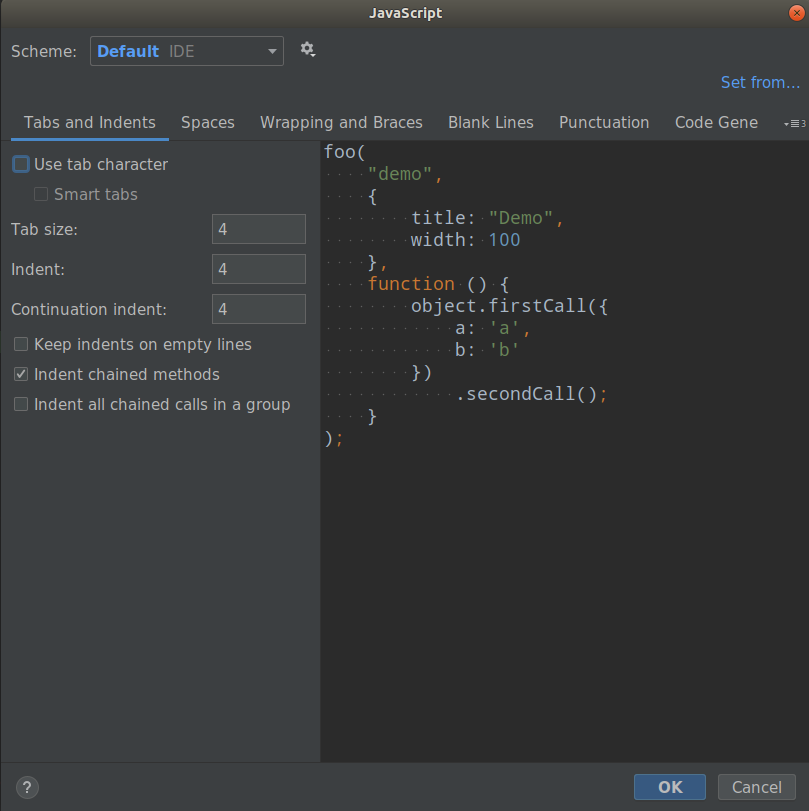 JavaScript
Scheme: Default IDE
Set from...
Tabs and Indents Spaces Wrapping and Braces Blank Lines Punctuation Code Gene 3
Use tab character
Smart tabs
Tab size: 4
Indent: 4
Continuation indent: 4
Keep indents on empty lines
Indent chained methods
Indent all chained calls in a group
foo(
    "demo",
    {
        title: "Demo",
        width: 100
    },
    function () {
        object.firstCall({
            a: 'a',
            b: 'b'
        })
            .secondCall();
    }
);
? OK Cancel